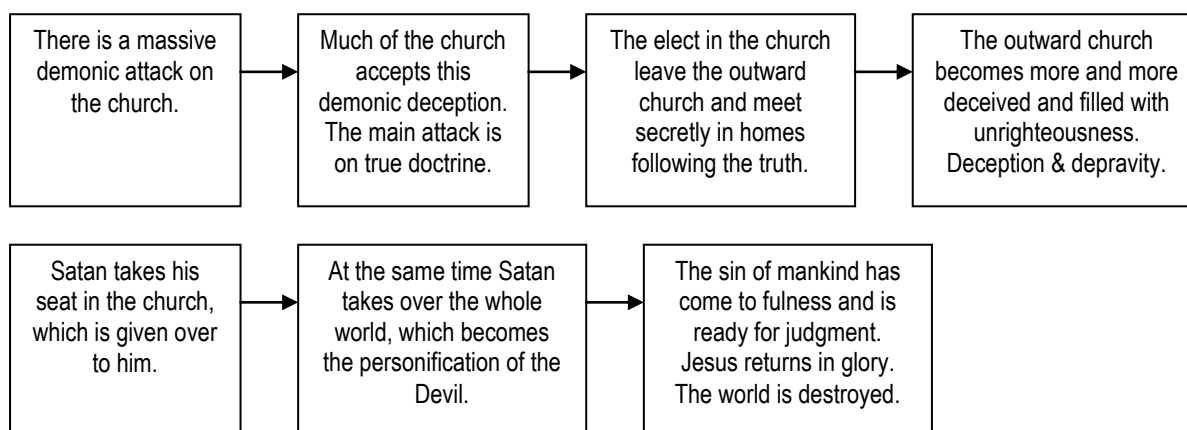 There is a massive
demonic attack on
the church.
Much of the church
accepts this
demonic deception.
The main attack is
on true doctrine.
The elect in the church
leave the outward
church and meet
secretly in homes
following the truth.
The outward church
becomes more and more
deceived and filled with
unrighteousness.
Deception & depravity.
Satan takes his
seat in the church,
which is given over
to him.
At the same time Satan
takes over the whole
world, which becomes
the personification of the
Devil.
The sin of mankind has
come to fulness and is
ready for judgment.
Jesus returns in glory.
The world is destroyed.